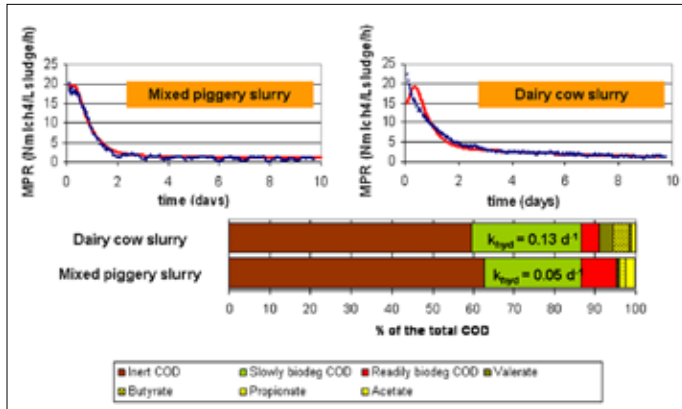 MPR (Nmlch4/Lsludge/h)
25
20
15
10
5
0
Mixed piggery slurry
0 2 4 6 8 10
time (days)
MPR (Nmlch4/Lsludge/h)
25
20
15
10
5
0
Dairy cow slurry
0 2 4 6 8 10
time (days)
Dairy cow slurry
k_hyd = 0.13 d⁻¹
Mixed piggery slurry
k_hyd = 0.05 d⁻¹
0 10 20 30 40 50 60 70 80 90 100
% of the total COD
Inert COD Slowly biodeg COD Readily biodeg COD Valerate
Butyrate Propionate Acetate